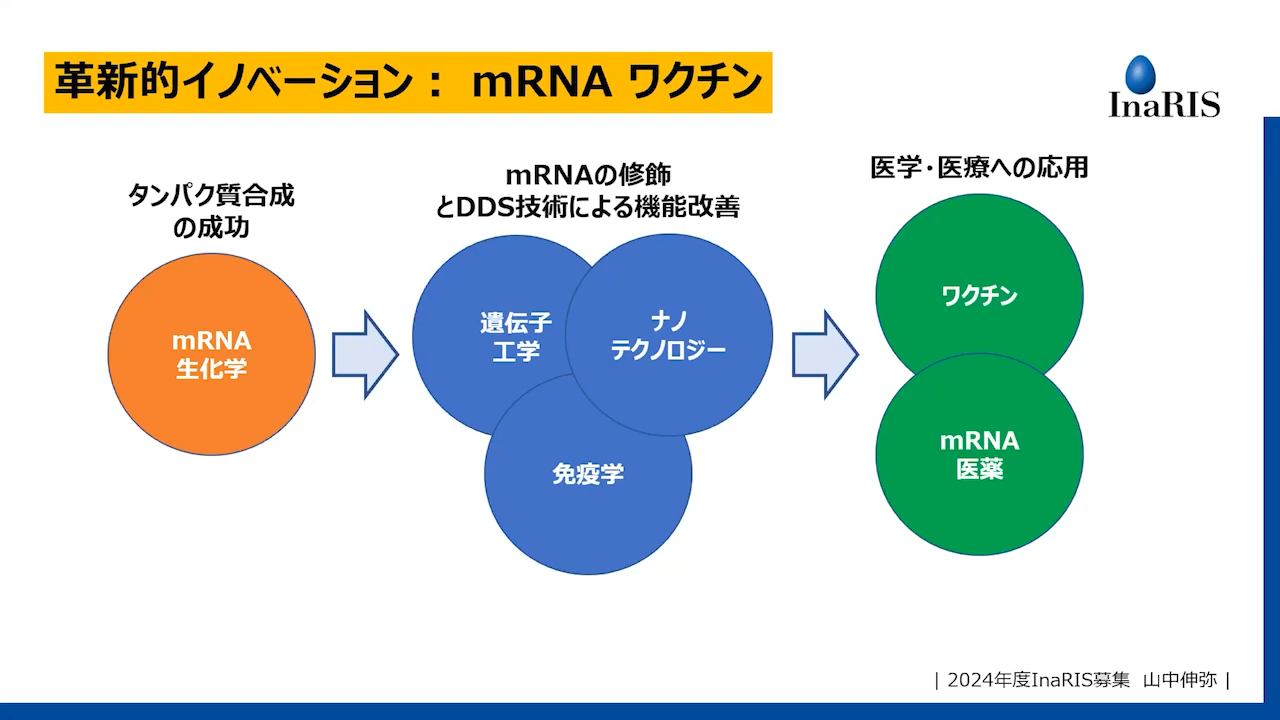 革新的イノベーション： mRNA ワクチン
InaRIS
タンパク質合成
の成功
mRNA
生化学
mRNAの修飾
とDDS技術による機能改善
遺伝子
工学
ナノ
テクノロジー
免疫学
医学・医療への応用
ワクチン
mRNA
医薬
| 2024年度InaRIS募集 山中伸弥 |